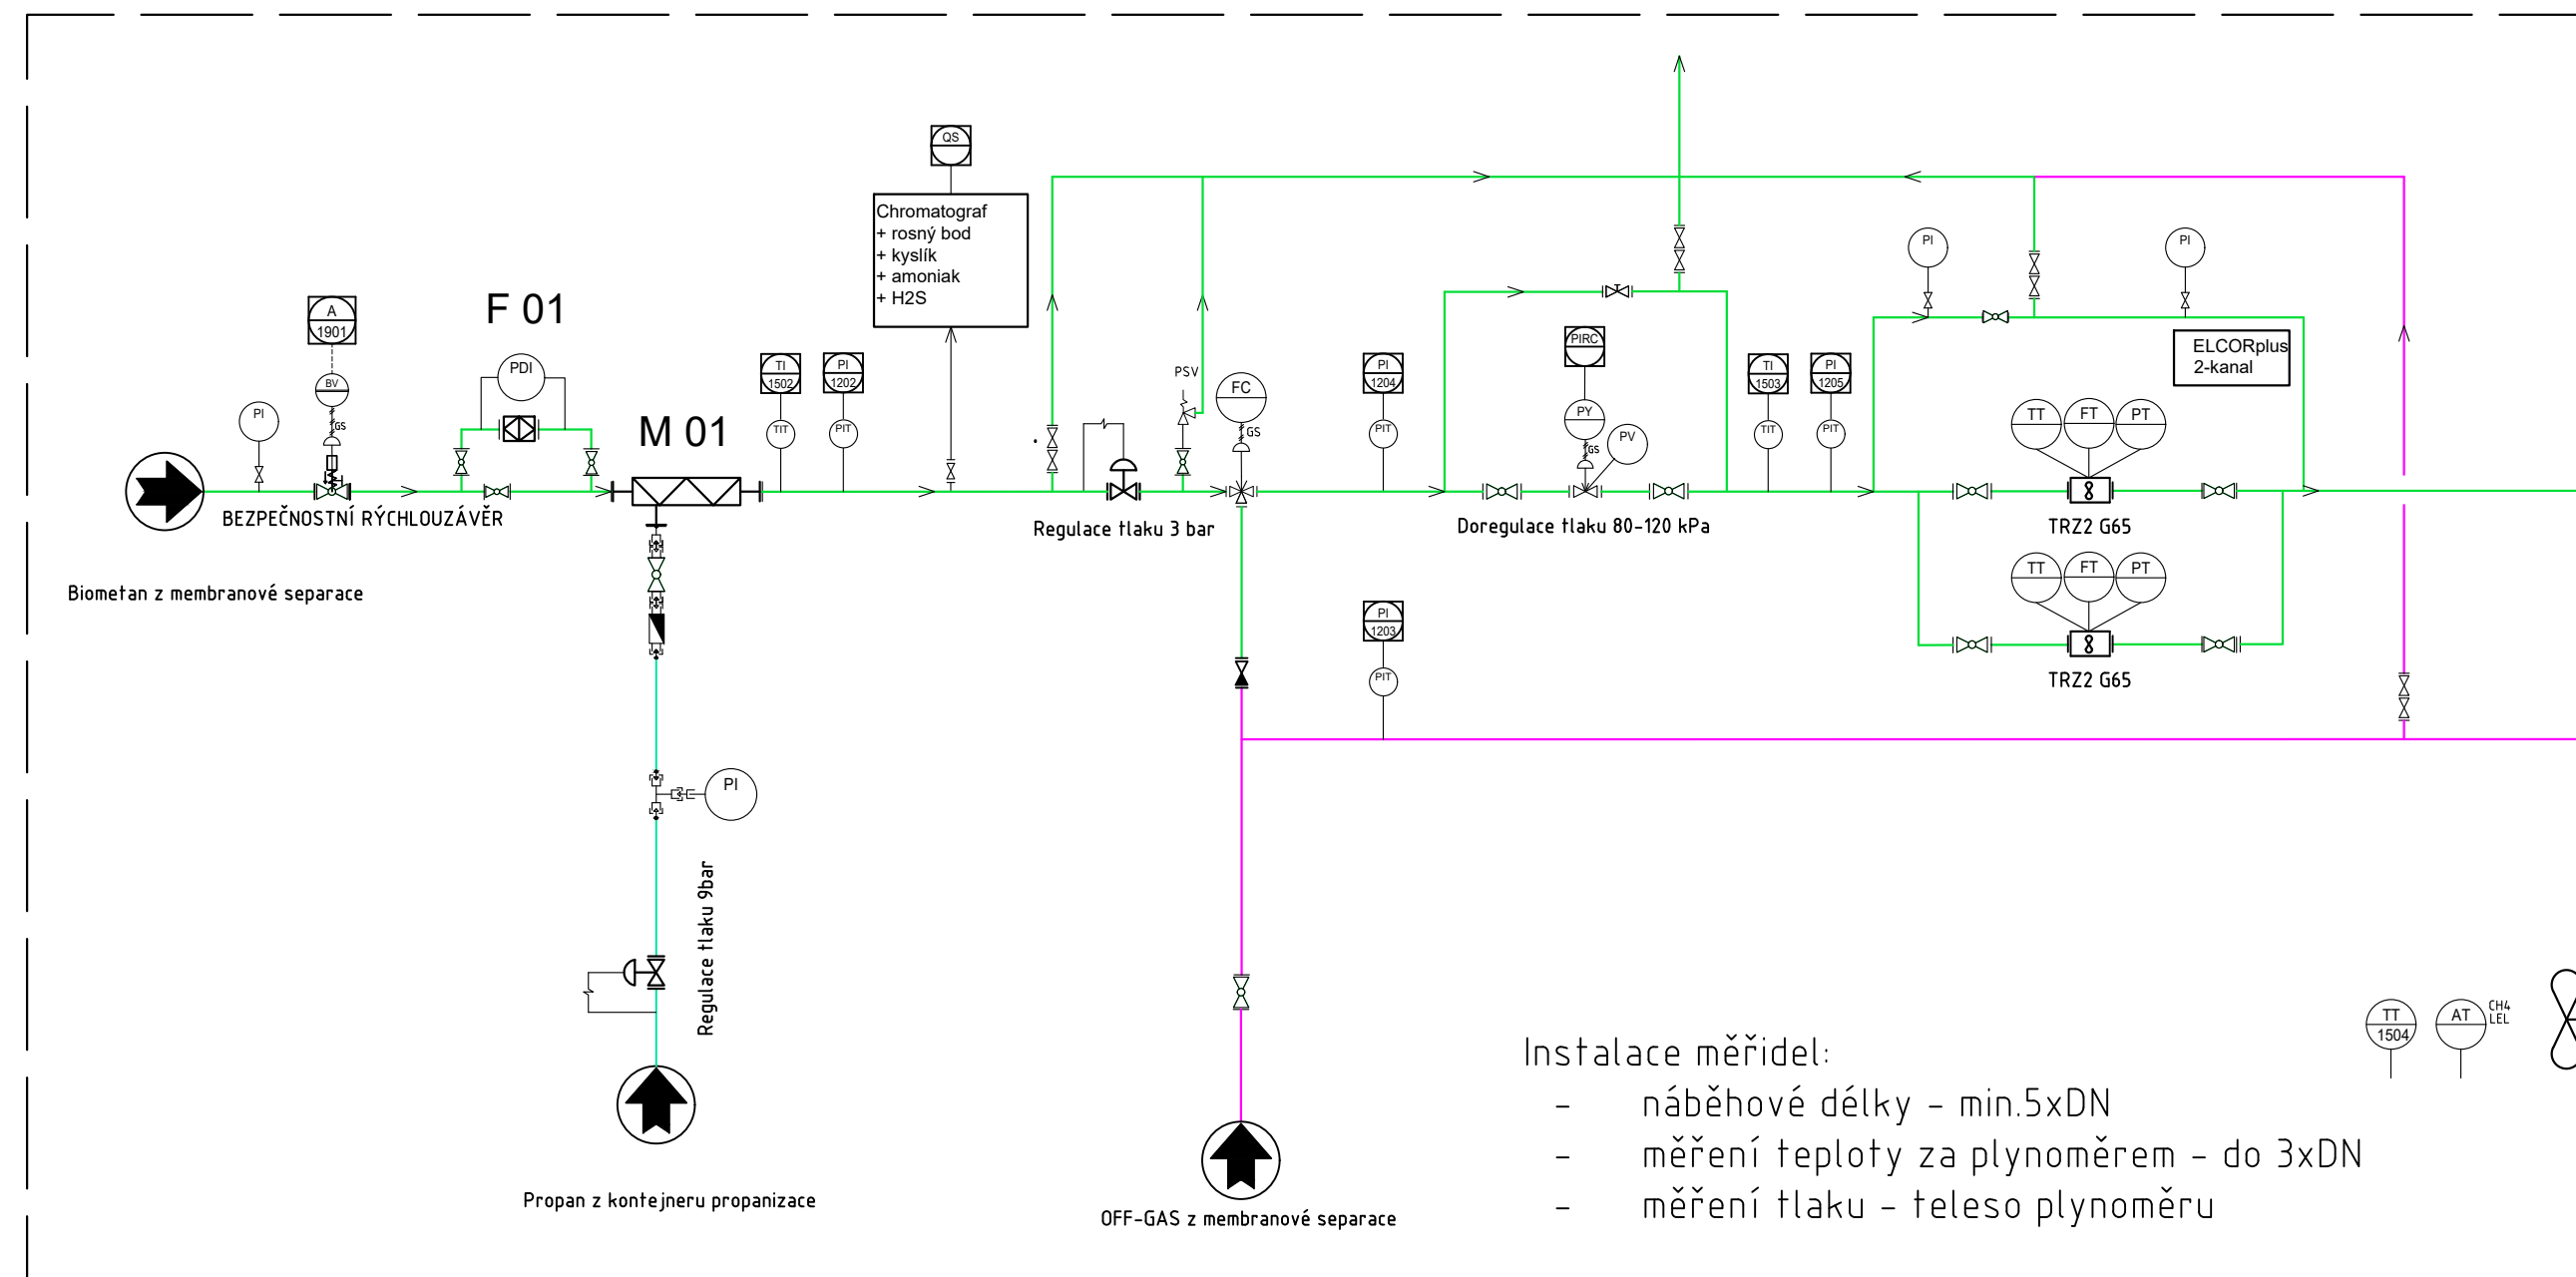 QS
Chromatograf
+ rosný bod
+ kyslík
+ amoniak
+ H2S
A
1901
F 01
BV
GS
PDI
PI
M 01
TI
1502
TIT
PI
1202
PIT
PSV
FC
GS
PI
1204
PIT
PIRC
PY
GS
PV
TI
1503
TIT
PI
1205
PIT
PI
PI
ELCORplus
2-kanal
TT
FT
PT
TRZ2 G65
TT
FT
PT
TRZ2 G65
BEZPEČNOSTNÍ RÝCHLOUZÁVĚR
Biometan z membranové separace
Regulace tlaku 3 bar
Doregulace tlaku 80-120 kPa
PI
1203
PIT
PI
Regulace tlaku 9bar
Propan z kontejneru propanizace
OFF-GAS z membranové separace
TT
1504
AT
CH4
LEL
Instalace měřidel:
- náběhové délky - min.5xDN
- měření teploty za plynoměrem - do 3xDN
- měření tlaku - teleso plynoměru